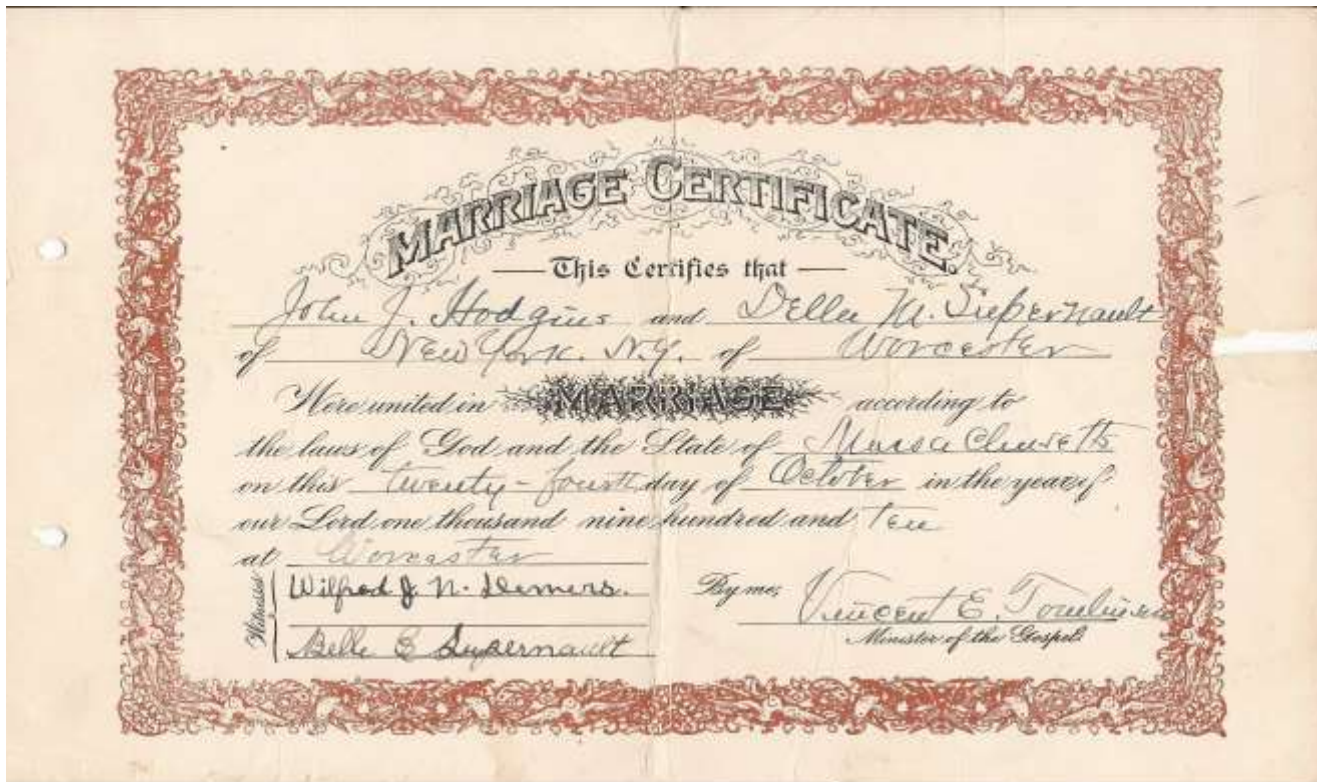 MARRIAGE CERTIFICATE.
This Certifies that
John J. Hodgins and Della M. Supernault
of New York. N.Y. of Worcester
Were united in MARRIAGE according to
the laws of God and the State of Massachusetts
on this twenty-fourth day of October in the year of
our Lord one thousand nine hundred and ten
at Worcester
Witnesses
Wilfred J. N. Demers.
Belle E Supernault
By me, Vincent E. Tomlinson
Minister of the Gospel